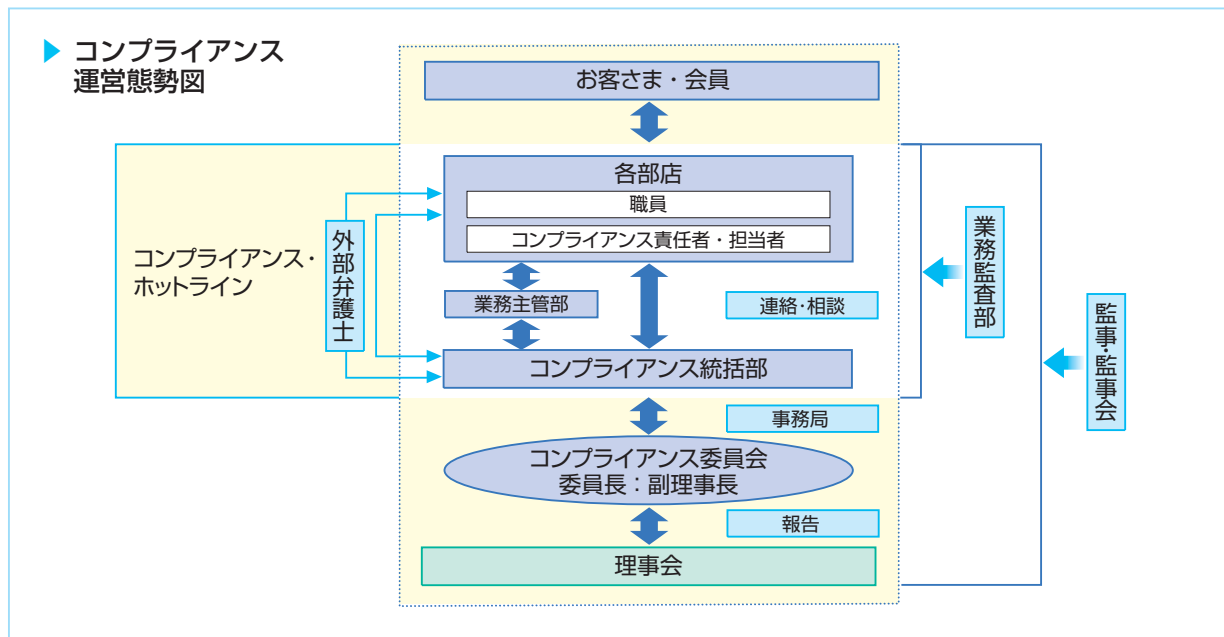 コンプライアンス
運営態勢図
お客さま・会員
各部店
職員
コンプライアンス責任者・担当者
コンプライアンス・
ホットライン
外部弁護士
業務主管部
連絡・相談
コンプライアンス統括部
業務監査部
監事・監事会
事務局
コンプライアンス委員会
委員長：副理事長
報告
理事会